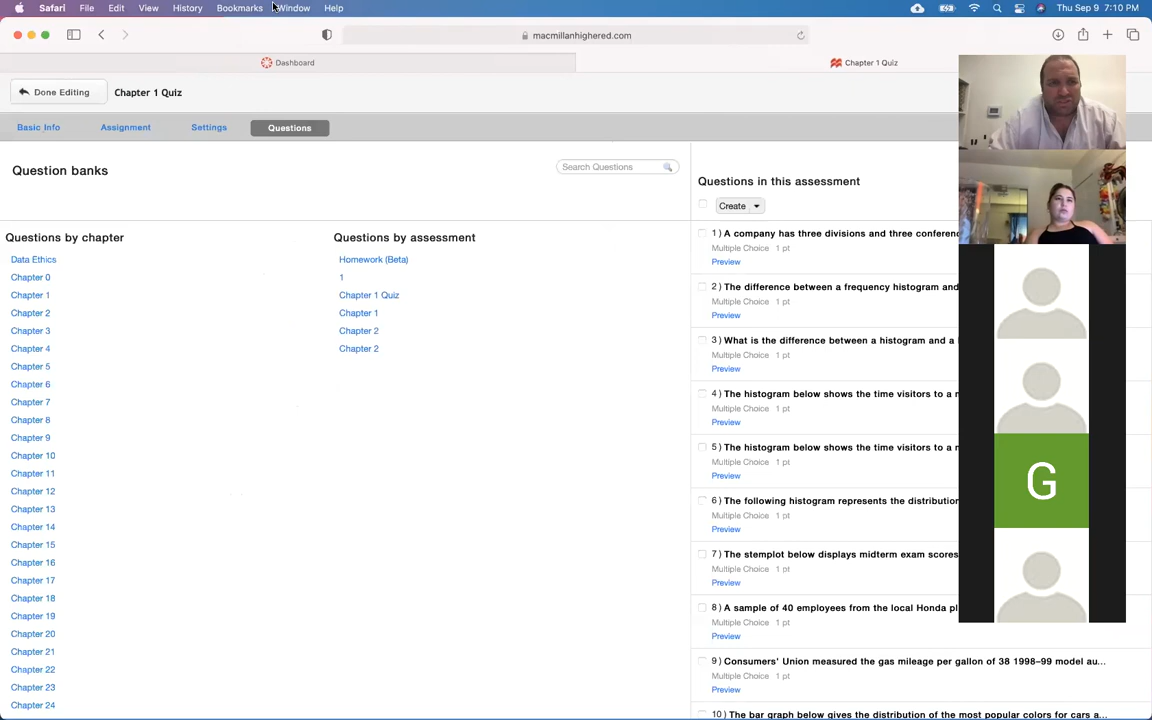 Safari File Edit View History Bookmarks Window Help Thu Sep 9 7:10 PM
macmillanhighered.com
Dashboard Chapter 1 Quiz
Done Editing Chapter 1 Quiz
Basic Info Assignment Settings Questions
Question banks
Search Questions
Questions by chapter
Data Ethics
Chapter 0
Chapter 1
Chapter 2
Chapter 3
Chapter 4
Chapter 5
Chapter 6
Chapter 7
Chapter 8
Chapter 9
Chapter 10
Chapter 11
Chapter 12
Chapter 13
Chapter 14
Chapter 15
Chapter 16
Chapter 17
Chapter 18
Chapter 19
Chapter 20
Chapter 21
Chapter 22
Chapter 23
Chapter 24
Questions by assessment
Homework (Beta)
1
Chapter 1 Quiz
Chapter 1
Chapter 2
Chapter 2
Questions in this assessment
Create
1 ) A company has three divisions and three conferenc
Multiple Choice 1 pt
Preview
2 ) The difference between a frequency histogram and
Multiple Choice 1 pt
Preview
3 ) What is the difference between a histogram and a
Multiple Choice 1 pt
Preview
4 ) The histogram below shows the time visitors to a
Multiple Choice 1 pt
Preview
5 ) The histogram below shows the time visitors to a
Multiple Choice 1 pt
Preview
6 ) The following histogram represents the distribution
Multiple Choice 1 pt
Preview
7 ) The stemplot below displays midterm exam scores
Multiple Choice 1 pt
Preview
8 ) A sample of 40 employees from the local Honda pl
Multiple Choice 1 pt
Preview
9 ) Consumers' Union measured the gas mileage per gallon of 38 1998–99 model au...
Multiple Choice 1 pt
Preview
10 ) The bar graph below gives the distribution of the most popular colors for cars a...
G